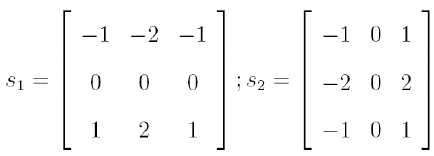 s₁ = [ −1 −2 −1 ; 0 0 0 ; 1 2 1 ] ; s₂ = [ −1 0 1 ; −2 0 2 ; −1 0 1 ]